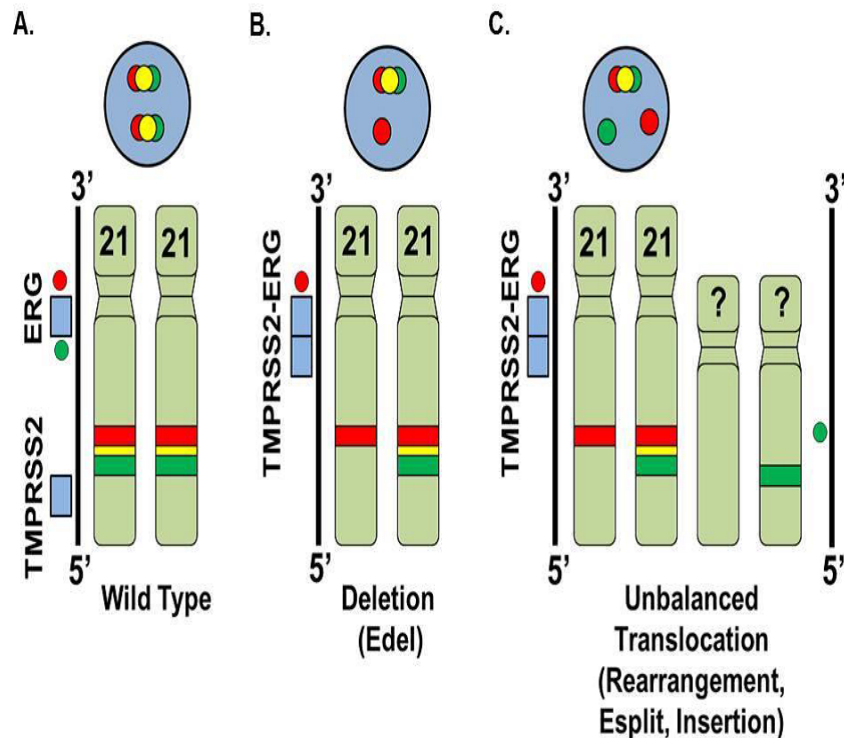 A.
B.
C.
3'
3'
3'
21
21
21
21
21
21
?
?
ERG
TMPRSS2
TMPRSS2-ERG
TMPRSS2-ERG
5'
5'
5'
5'
Wild Type
Deletion
(Edel)
Unbalanced
Translocation
(Rearrangement,
Esplit, Insertion)